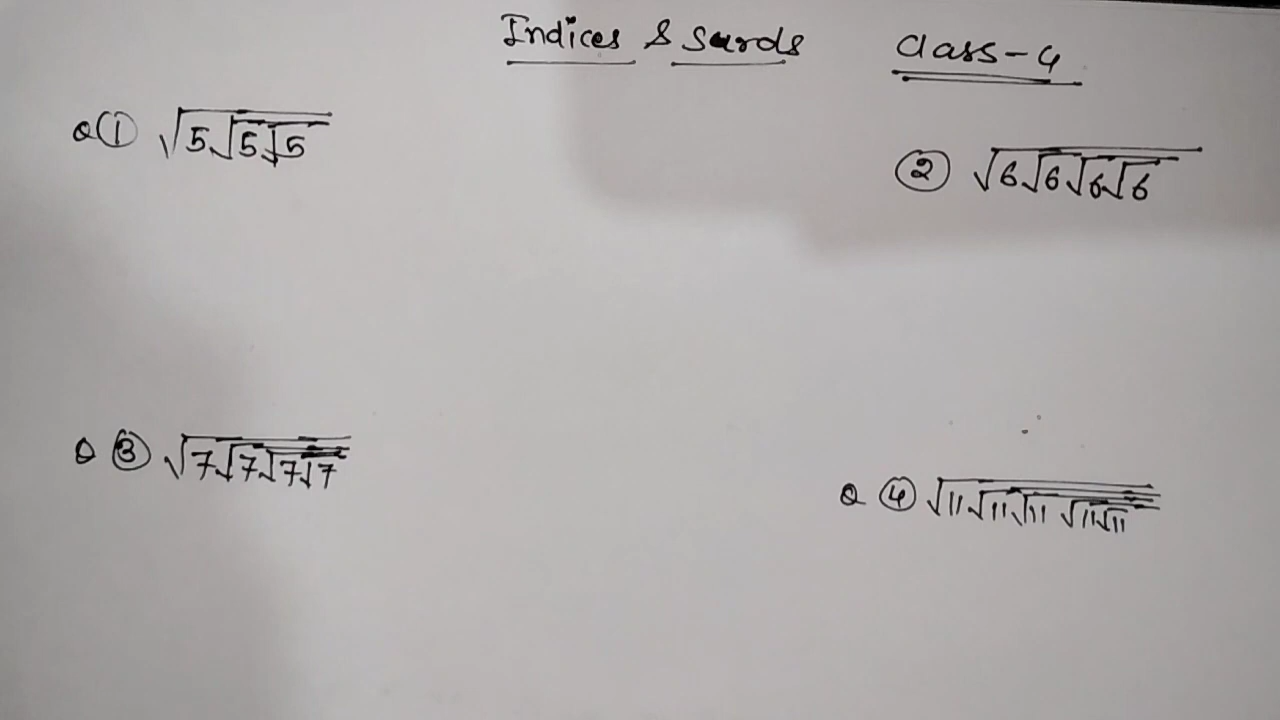 Indices & Surds Class-4
Q① √5√5√5
② √6√6√6√6
Q③ √7√7√7√7
Q④ √11√11√11√11√11